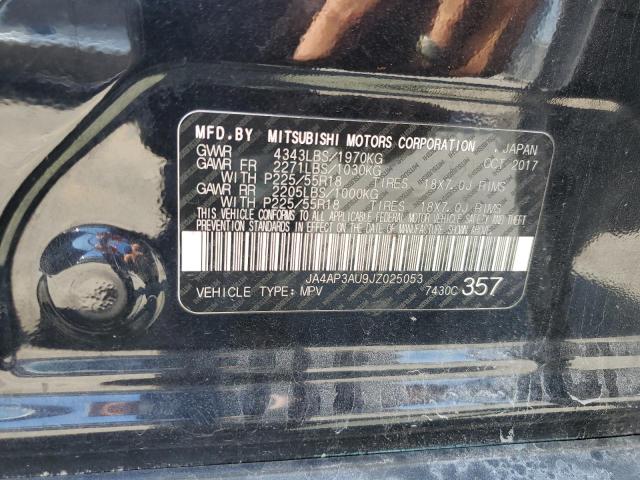 MFD.BY MITSUBISHI MOTORS CORPORATION , JAPAN
GVWR 4343LBS/1970KG OCT 2017
GAWR FR 2271LBS/1030KG
WITH P225/55R18 TIRES 18X7.0J RIMS
GAWR RR 2205LBS/1000KG
WITH P225/55R18 TIRES 18X7.0J RIMS
THIS VEHICLE CONFORMS TO ALL APPLICABLE FEDERAL MOTOR VEHICLE SAFETY AND THEFT
PREVENTION STANDARDS IN EFFECT ON THE DATE OF MANUFACTURE SHOWN ABOVE.
JA4AP3AU9JZ025053
VEHICLE TYPE: MPV 7430C 357